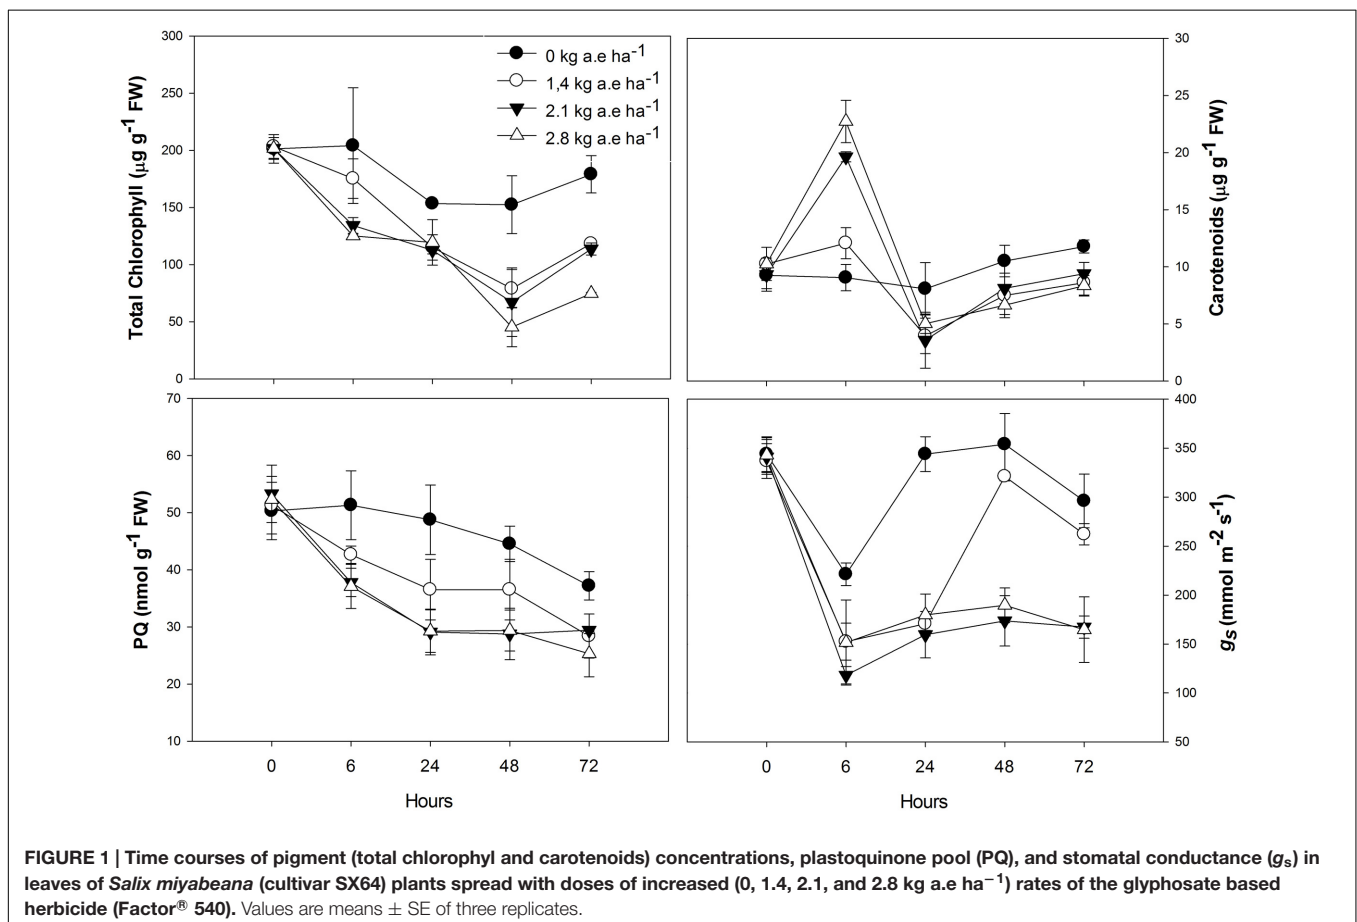 300
250
200
150
100
50
0
Total Chlorophyll (µg g-1 FW)
0 kg a.e ha-1
1,4 kg a.e ha-1
2.1 kg a.e ha-1
2.8 kg a.e ha-1
30
25
20
15
10
5
0
Carotenoids (µg g-1 FW)
70
60
50
40
30
20
10
PQ (nmol g-1 FW)
0 6 24 48 72
Hours
400
350
300
250
200
150
100
50
gs (mmol m-2 s-1)
0 6 24 48 72
Hours
FIGURE 1 | Time courses of pigment (total chlorophyl and carotenoids) concentrations, plastoquinone pool (PQ), and stomatal conductance (gs) in
leaves of Salix miyabeana (cultivar SX64) plants spread with doses of increased (0, 1.4, 2.1, and 2.8 kg a.e ha−1) rates of the glyphosate based
herbicide (Factor® 540). Values are means ± SE of three replicates.